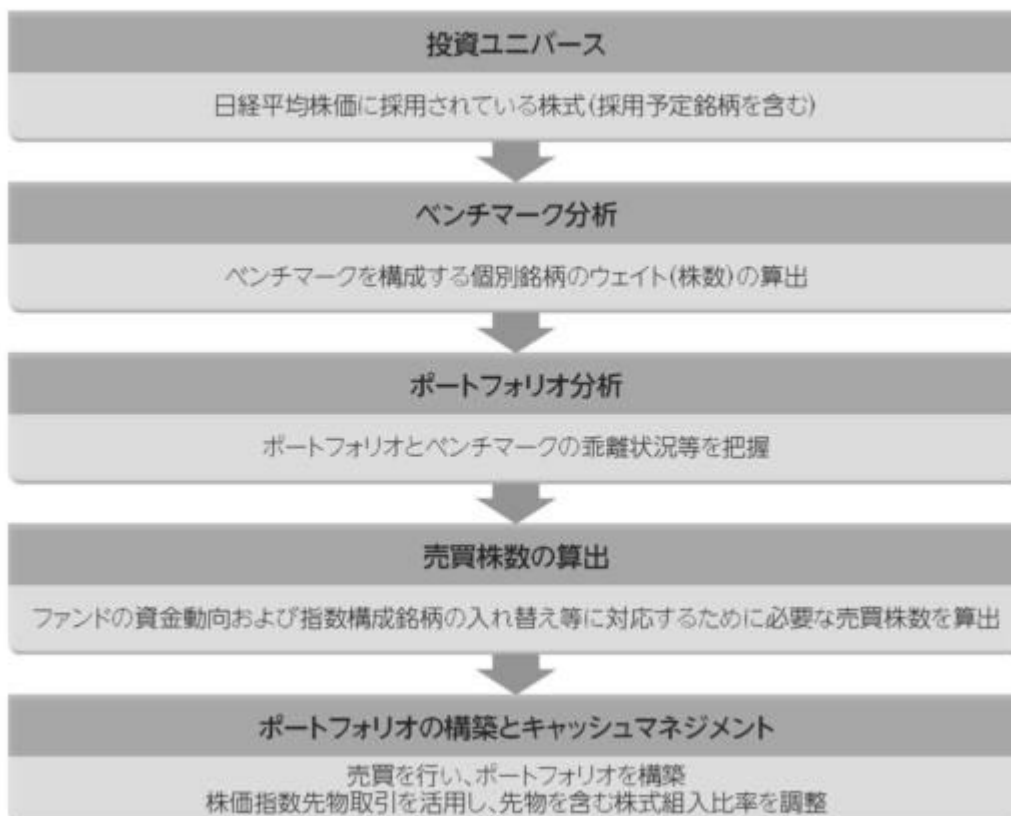 投資ユニバース
日経平均株価に採用されている株式(採用予定銘柄を含む)
ベンチマーク分析
ベンチマークを構成する個別銘柄のウェイト(株数)の算出
ポートフォリオ分析
ポートフォリオとベンチマークの乖離状況等を把握
売買株数の算出
ファンドの資金動向および指数構成銘柄の入れ替え等に対応するために必要な売買株数を算出
ポートフォリオの構築とキャッシュマネジメント
売買を行い、ポートフォリオを構築
株価指数先物取引を活用し、先物を含む株式組入比率を調整